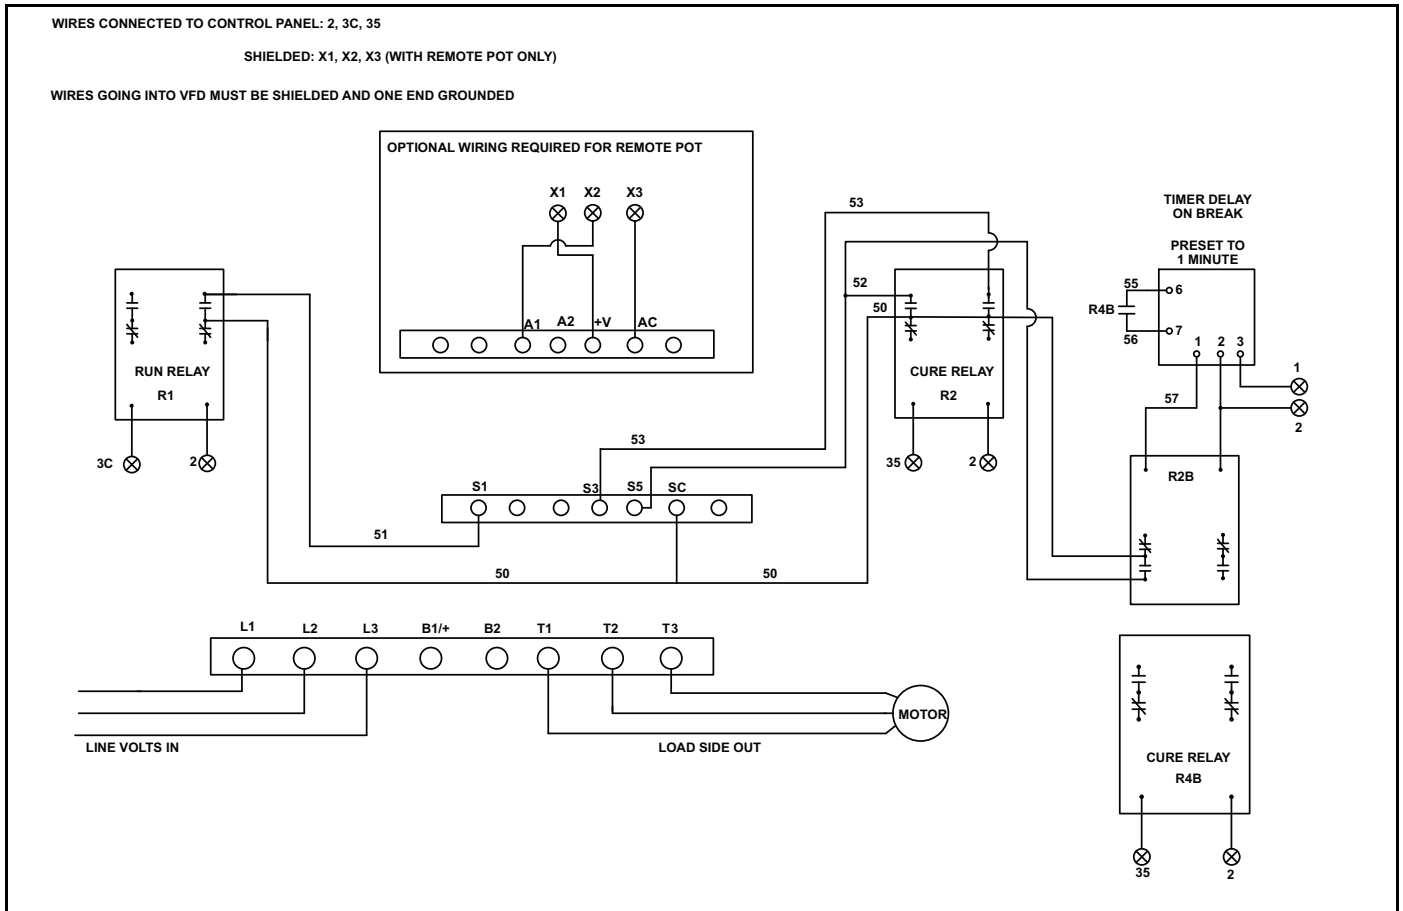 WIRES CONNECTED TO CONTROL PANEL: 2, 3C, 35
SHIELDED: X1, X2, X3 (WITH REMOTE POT ONLY)
WIRES GOING INTO VFD MUST BE SHIELDED AND ONE END GROUNDED
OPTIONAL WIRING REQUIRED FOR REMOTE POT
X1 X2 X3
A1 A2 +V AC
RUN RELAY
R1
3C 2
53
52
50
CURE RELAY
R2
35 2
TIMER DELAY
ON BREAK
PRESET TO
1 MINUTE
55
R4B
56
6
7
1 2 3
1
2
57
R2B
53
S1 S3 S5 SC
51
50 50
L1 L2 L3 B1/+ B2 T1 T2 T3
MOTOR
LINE VOLTS IN
LOAD SIDE OUT
CURE RELAY
R4B
35 2